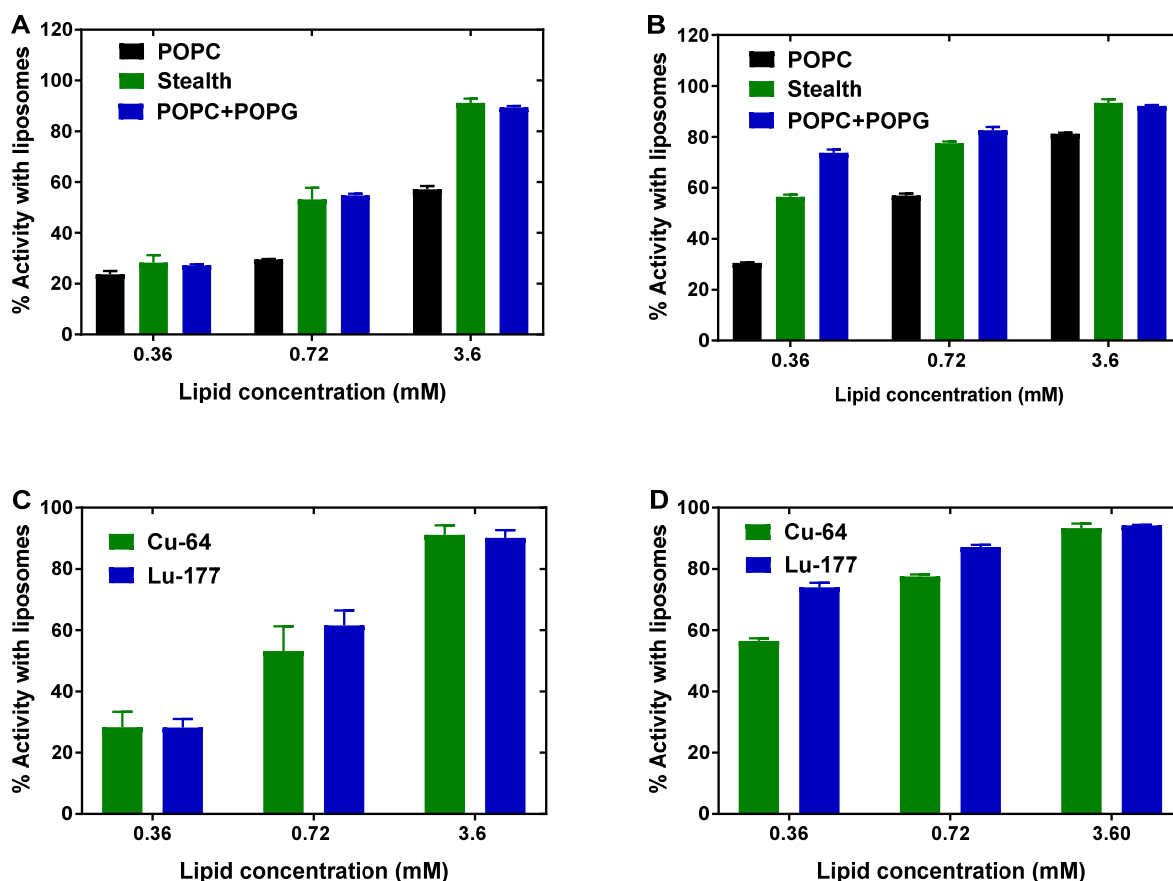 A
% Activity with liposomes
120
100
80
60
40
20
0
POPC
Stealth
POPC+POPG
0.36 0.72 3.6
Lipid concentration (mM)
B
% Activity with liposomes
120
100
80
60
40
20
0
POPC
Stealth
POPC+POPG
0.36 0.72 3.6
Lipid concentration (mM)
C
% Activity with liposomes
100
80
60
40
20
0
Cu-64
Lu-177
0.36 0.72 3.6
Lipid concentration (mM)
D
% Activity with liposomes
100
80
60
40
20
0
Cu-64
Lu-177
0.36 0.72 3.60
Lipid concentration (mM)